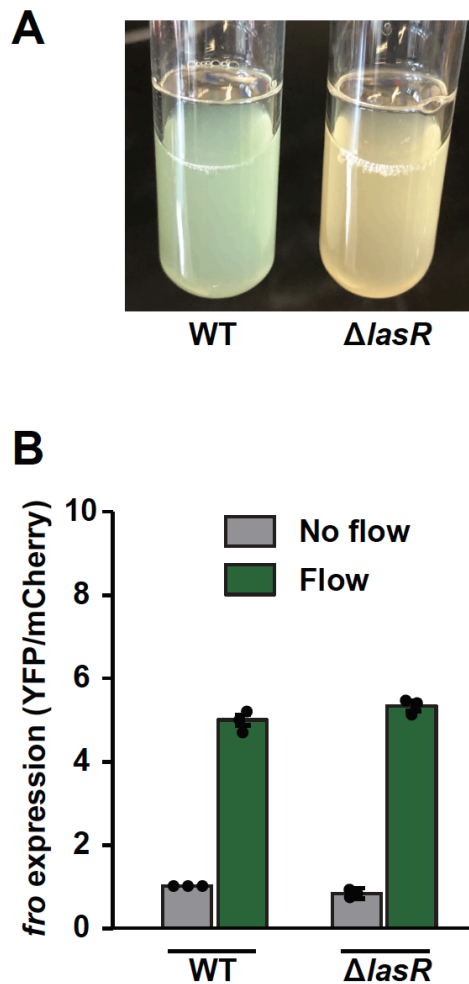 A
WT ΔlasR
B
fro expression (YFP/mCherry)
10
8
6
4
2
0
No flow
Flow
WT ΔlasR